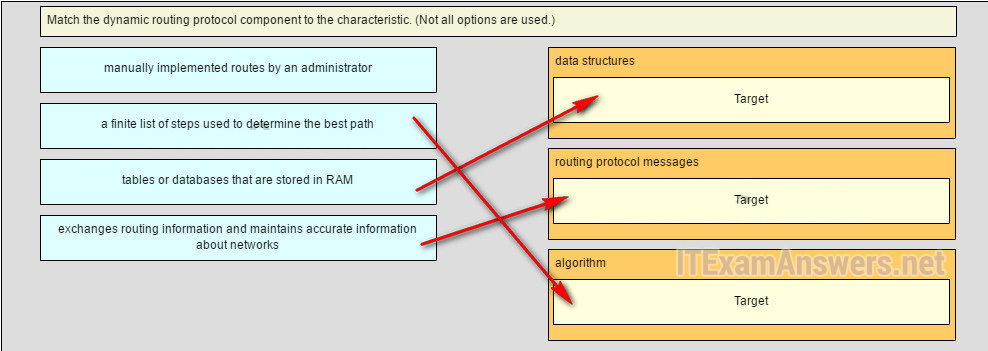 Match the dynamic routing protocol component to the characteristic. (Not all options are used.)
manually implemented routes by an administrator
a finite list of steps used to determine the best path
tables or databases that are stored in RAM
exchanges routing information and maintains accurate information
about networks
data structures
Target
routing protocol messages
Target
algorithm
ITExamAnswers.net
Target